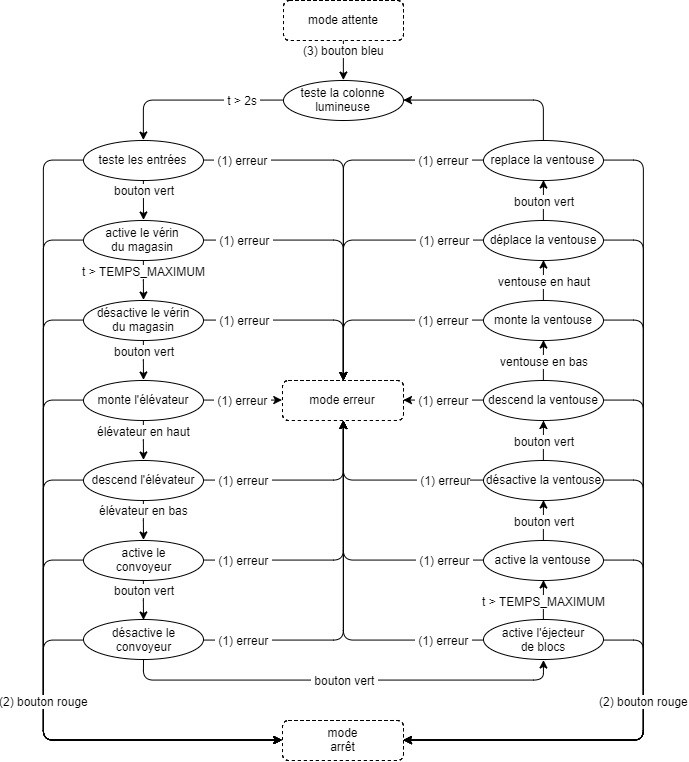 mode attente
(3) bouton bleu
teste la colonne
lumineuse
t > 2s
teste les entrées
(1) erreur
(1) erreur
replace la ventouse
bouton vert
bouton vert
active le vérin
du magasin
(1) erreur
(1) erreur
déplace la ventouse
t > TEMPS_MAXIMUM
ventouse en haut
désactive le vérin
du magasin
(1) erreur
(1) erreur
monte la ventouse
bouton vert
ventouse en bas
monte l'élévateur
(1) erreur
mode erreur
(1) erreur
descend la ventouse
élévateur en haut
bouton vert
descend l'élévateur
(1) erreur
(1) erreur
désactive la ventouse
élévateur en bas
bouton vert
active le
convoyeur
(1) erreur
(1) erreur
active la ventouse
bouton vert
t > TEMPS_MAXIMUM
désactive le
convoyeur
(1) erreur
(1) erreur
active l'éjecteur
de blocs
bouton vert
(2) bouton rouge
(2) bouton rouge
mode
arrêt